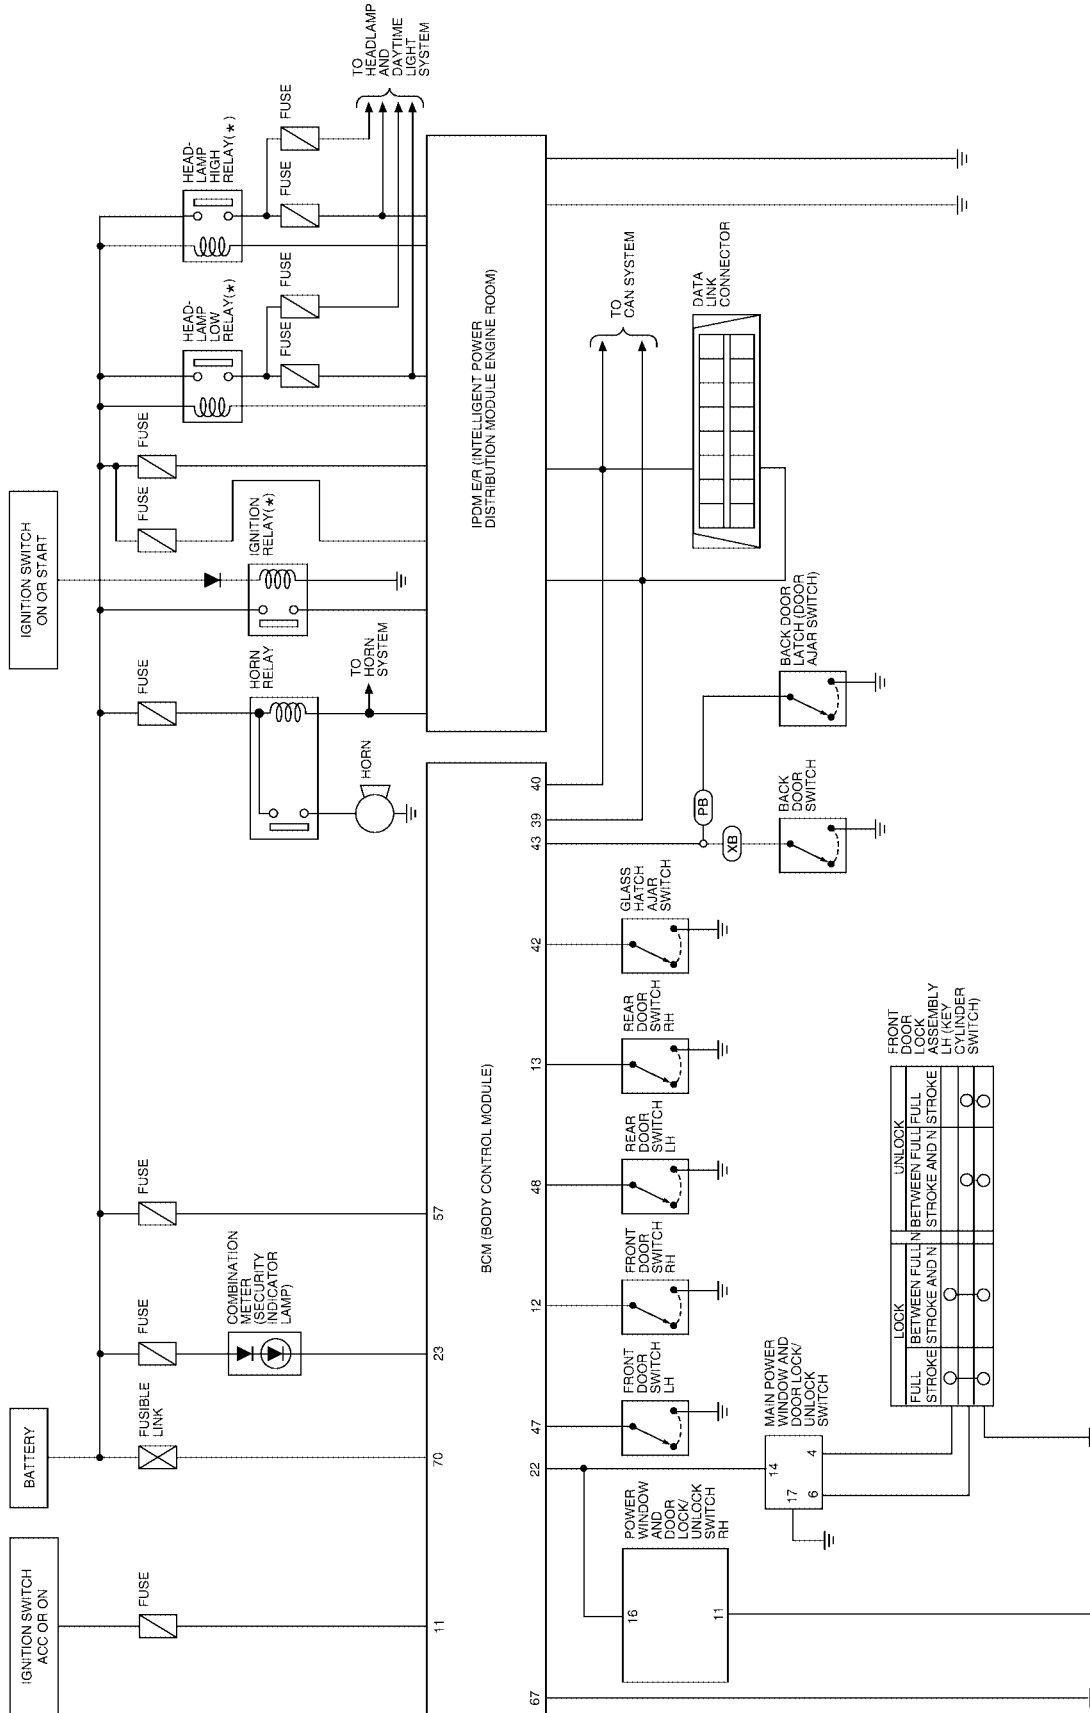 IGNITION SWITCH
ACC OR ON
BATTERY
IGNITION SWITCH
ON OR START
FUSE
11
FUSIBLE
LINK
70
FUSE
COMBINATION
METER
(SECURITY
INDICATOR
LAMP)
23
FUSE
57
FUSE
HORN
RELAY
HORN
TO
HORN
SYSTEM
FUSE
IGNITION
RELAY(*)
FUSE
HEAD-
LAMP
LOW
RELAY(*)
FUSE
FUSE
HEAD-
LAMP
HIGH
RELAY(*)
FUSE
FUSE
TO
HEADLAMP
AND
DAYTIME
LIGHT
SYSTEM
BCM (BODY CONTROL MODULE)
IPDM E/R (INTELLIGENT POWER
DISTRIBUTION MODULE ENGINE ROOM)
67
22
47
12
48
13
42
43
39
40
POWER
WINDOW
AND
DOOR
LOCK/
UNLOCK
SWITCH
RH
16
11
FRONT
DOOR
SWITCH
LH
FRONT
DOOR
SWITCH
RH
REAR
DOOR
SWITCH
LH
REAR
DOOR
SWITCH
RH
GLASS
HATCH
AJAR
SWITCH
PB
XB
BACK
DOOR
SWITCH
BACK DOOR
LATCH (DOOR
AJAR SWITCH)
TO
CAN SYSTEM
DATA
LINK
CONNECTOR
MAIN POWER
WINDOW AND
DOOR LOCK/
UNLOCK
SWITCH
14
17
6
4
LOCK
N
UNLOCK
FULL
STROKE
BETWEEN FULL
STROKE AND N
BETWEEN FULL
STROKE AND N
FULL
STROKE
FRONT
DOOR
LOCK
ASSEMBLY
LH (KEY
CYLINDER
SWITCH)